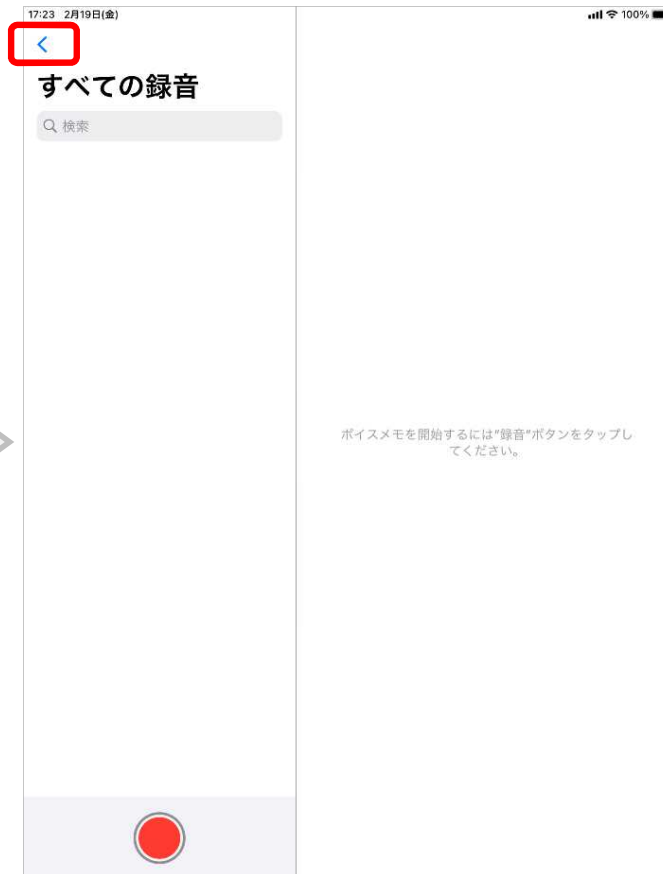 17:23 2月19日(金)
100%
すべての録音
検索
ボイスメモを開始するには"録音"ボタンをタップし
てください。